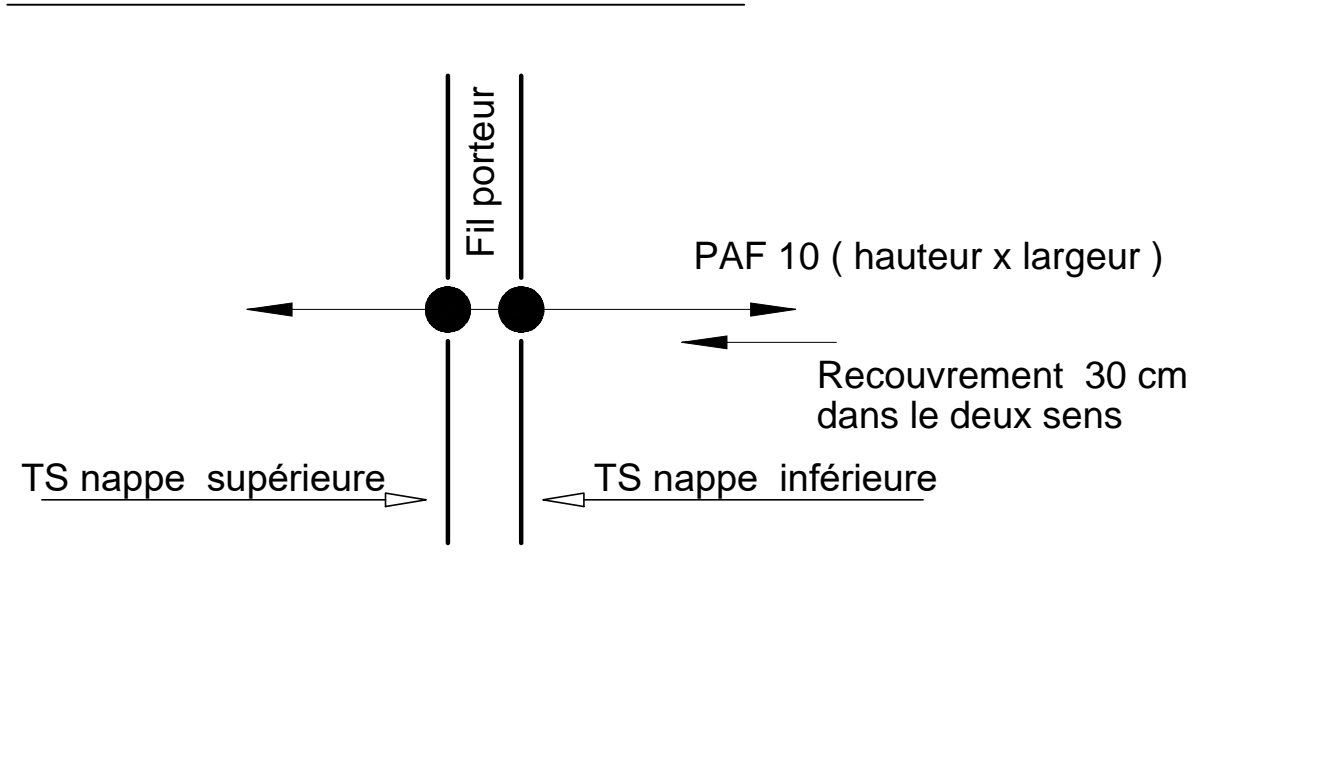 Fil porteur
PAF 10 ( hauteur x largeur )
Recouvrement 30 cm
dans le deux sens
TS nappe supérieure
TS nappe inférieure